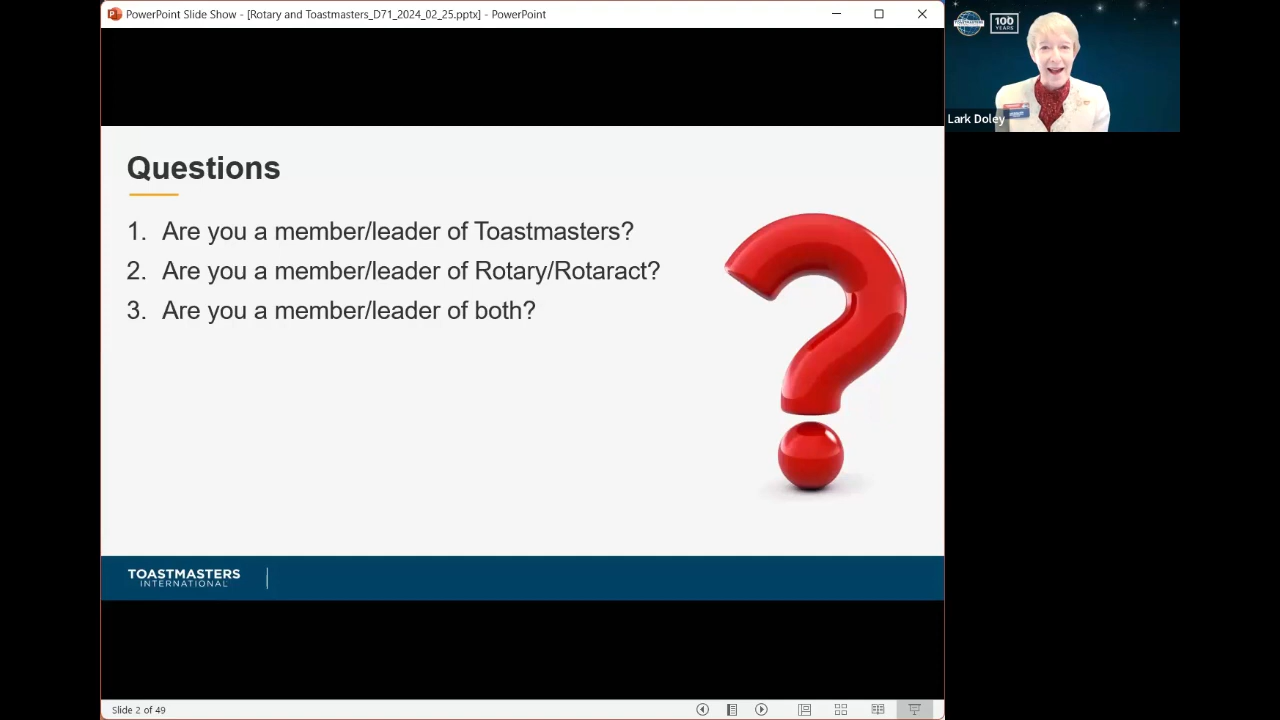 PowerPoint Slide Show - [Rotary and Toastmasters_D71_2024_02_25.pptx] - PowerPoint
TOASTMASTERS
100
YEARS
Lark Doley
Questions
1. Are you a member/leader of Toastmasters?
2. Are you a member/leader of Rotary/Rotaract?
3. Are you a member/leader of both?
TOASTMASTERS
INTERNATIONAL
Slide 2 of 49